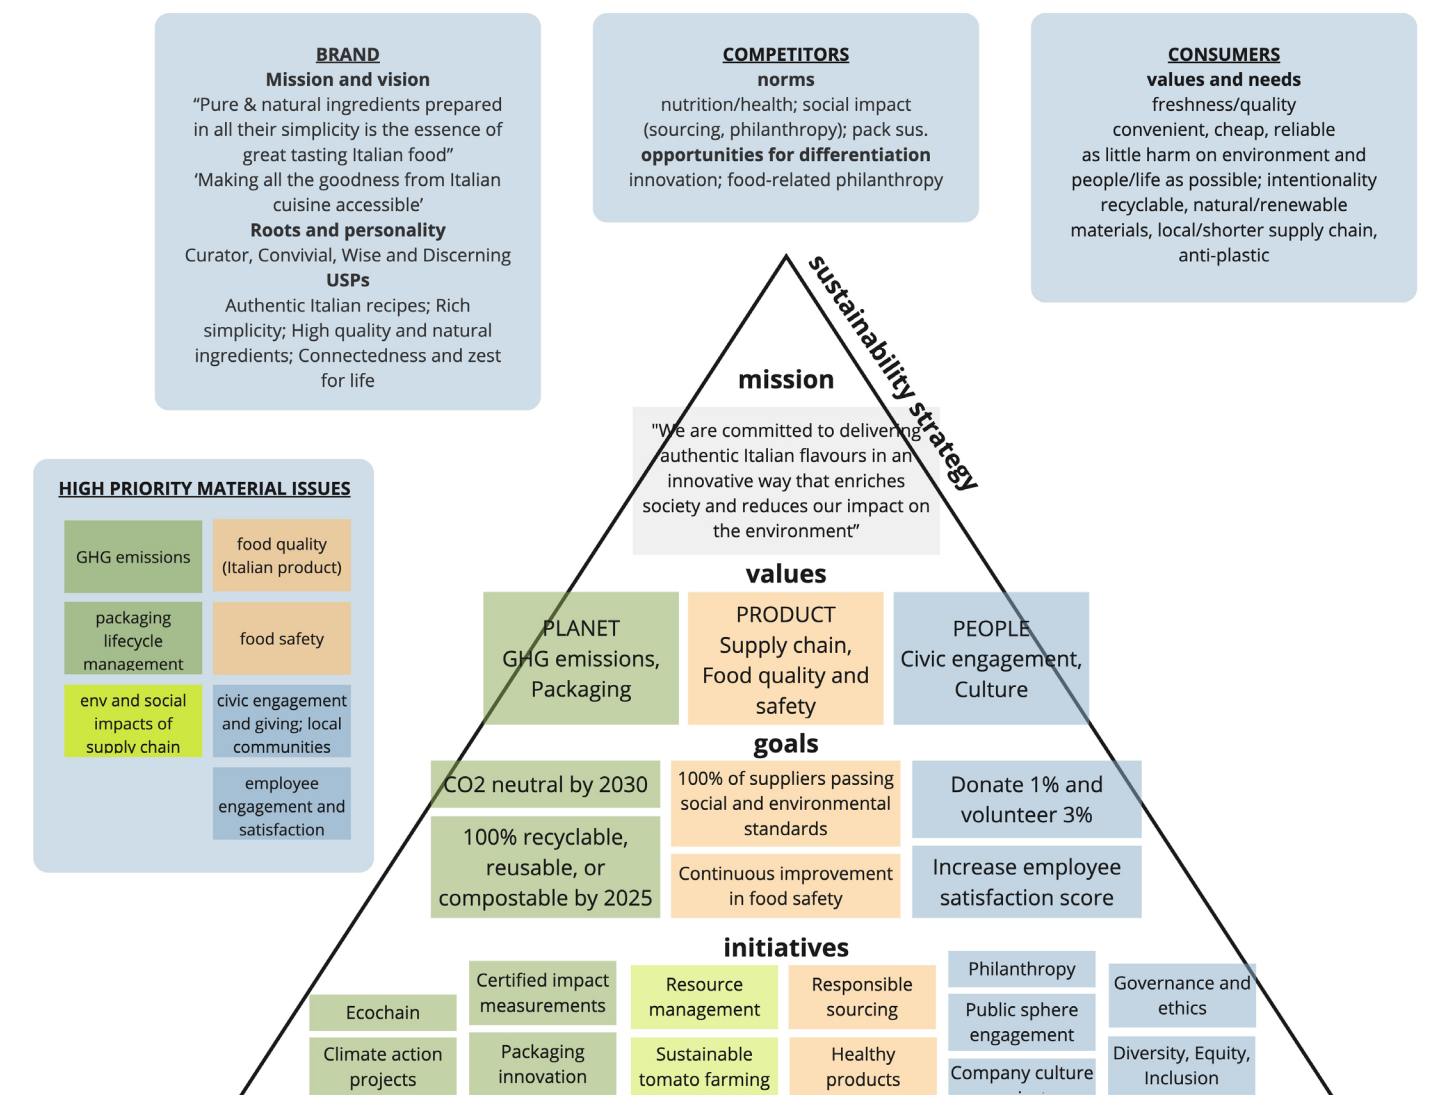 BRAND
Mission and vision
“Pure & natural ingredients prepared
in all their simplicity is the essence of
great tasting Italian food”
‘Making all the goodness from Italian
cuisine accessible’
Roots and personality
Curator, Convivial, Wise and Discerning
USPs
Authentic Italian recipes; Rich
simplicity; High quality and natural
ingredients; Connectedness and zest
for life
COMPETITORS
norms
nutrition/health; social impact
(sourcing, philanthropy); pack sus.
opportunities for differentiation
innovation; food-related philanthropy
CONSUMERS
values and needs
freshness/quality
convenient, cheap, reliable
as little harm on environment and
people/life as possible; intentionality
recyclable, natural/renewable
materials, local/shorter supply chain,
anti-plastic
HIGH PRIORITY MATERIAL ISSUES
GHG emissions
food quality
(Italian product)
packaging
lifecycle
management
food safety
env and social
impacts of
supply chain
civic engagement
and giving; local
communities
employee
engagement and
satisfaction
sustainability strategy
mission
"We are committed to delivering
authentic Italian flavours in an
innovative way that enriches
society and reduces our impact on
the environment”
values
PLANET
GHG emissions,
Packaging
PRODUCT
Supply chain,
Food quality and
safety
PEOPLE
Civic engagement,
Culture
goals
CO2 neutral by 2030
100% recyclable,
reusable, or
compostable by 2025
100% of suppliers passing
social and environmental
standards
Continuous improvement
in food safety
Donate 1% and
volunteer 3%
Increase employee
satisfaction score
initiatives
Ecochain
Climate action
projects
Certified impact
measurements
Packaging
innovation
Resource
management
Sustainable
tomato farming
Responsible
sourcing
Healthy
products
Philanthropy
Public sphere
engagement
Company culture
Governance and
ethics
Diversity, Equity,
Inclusion